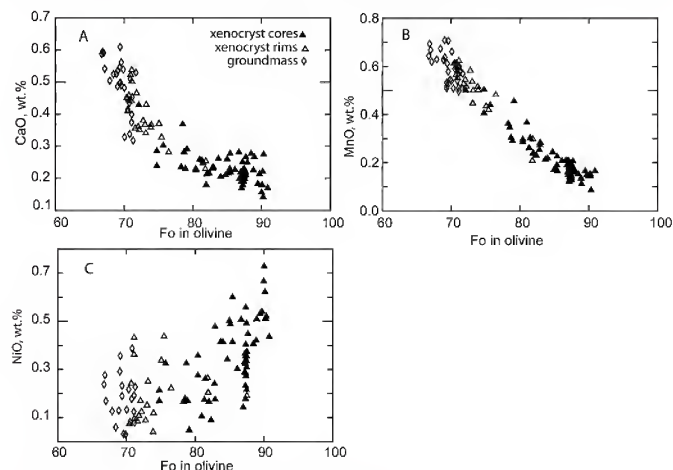 A
xenocryst cores
xenocryst rims
groundmass
0.6
0.5
0.4
0.3
0.2
0.1
CaO, wt.%
60 70 80 90 100
Fo in olivine
B
0.8
0.6
0.4
0.2
0.0
MnO, wt.%
60 70 80 90 100
Fo in olivine
C
0.7
0.5
0.3
0.1
NiO, wt.%
60 70 80 90 100
Fo in olivine